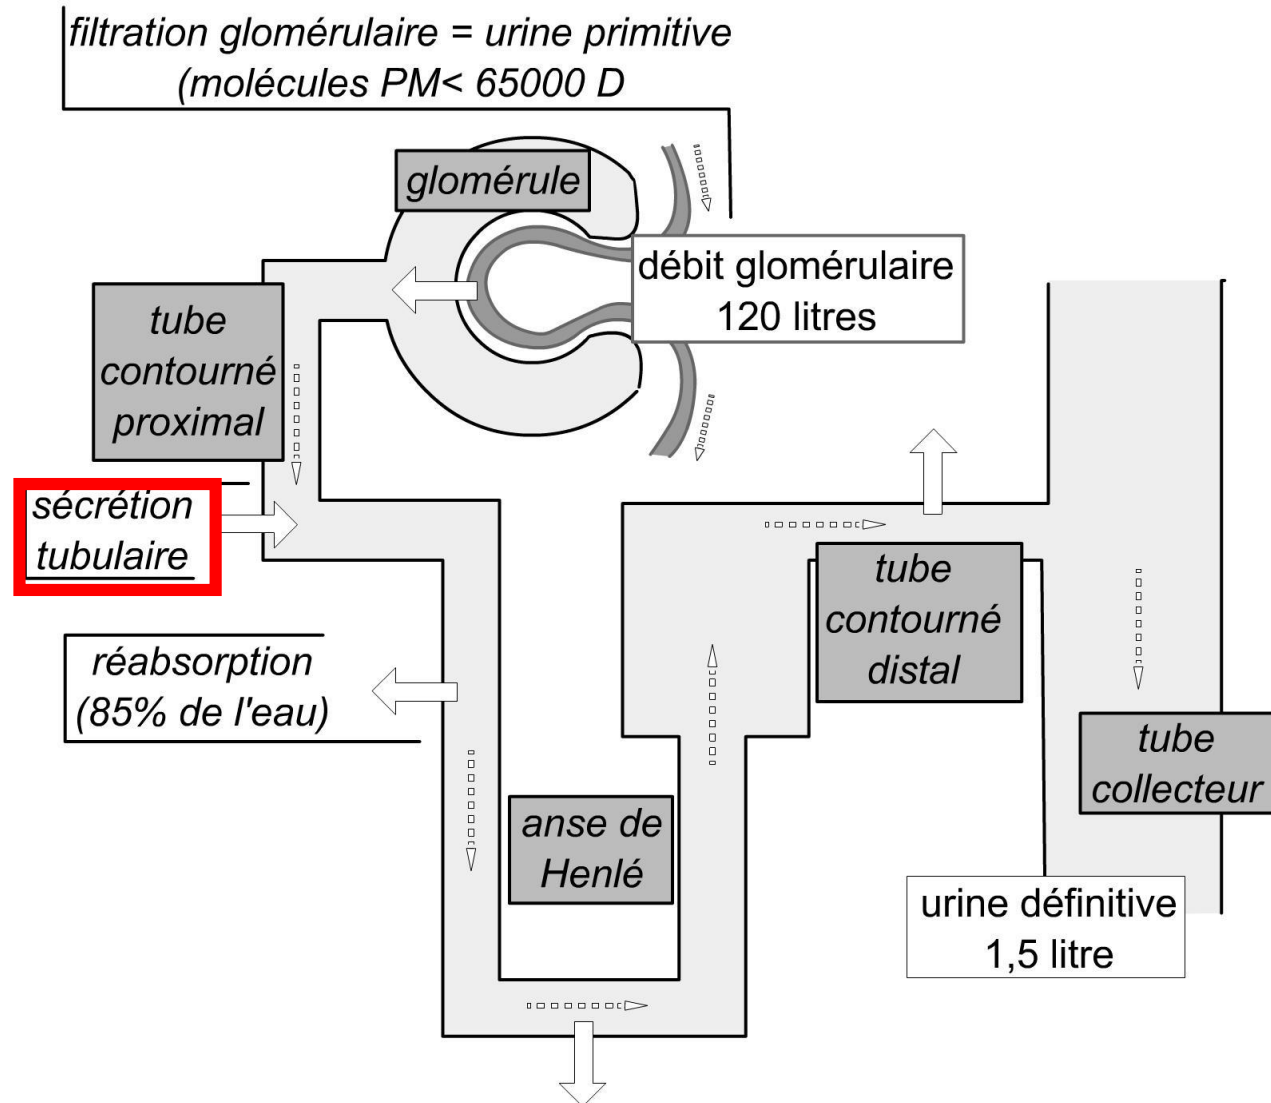 filtration glomérulaire = urine primitive
(molécules PM< 65000 D
glomérule
débit glomérulaire
120 litres
tube
contourné
proximal
sécrétion
tubulaire
réabsorption
(85% de l'eau)
tube
contourné
distal
anse de
Henlé
tube
collecteur
urine définitive
1,5 litre